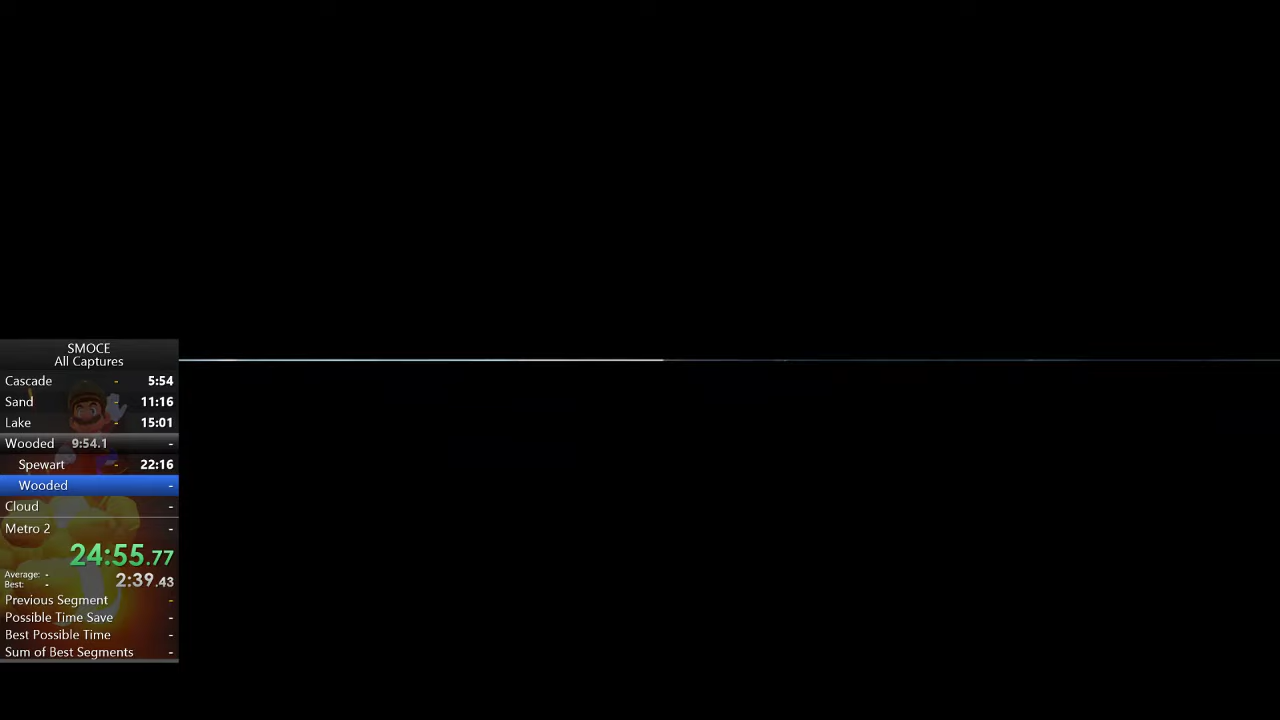 SMOCE
All Captures
Cascade - 5:54
Sand - 11:16
Lake - 15:01
Wooded 9:54.1 -
Spewart - 22:16
Wooded -
Cloud -
Metro 2 -
24:55.77
Average: -
Best: -
2:39.43
Previous Segment -
Possible Time Save -
Best Possible Time -
Sum of Best Segments -